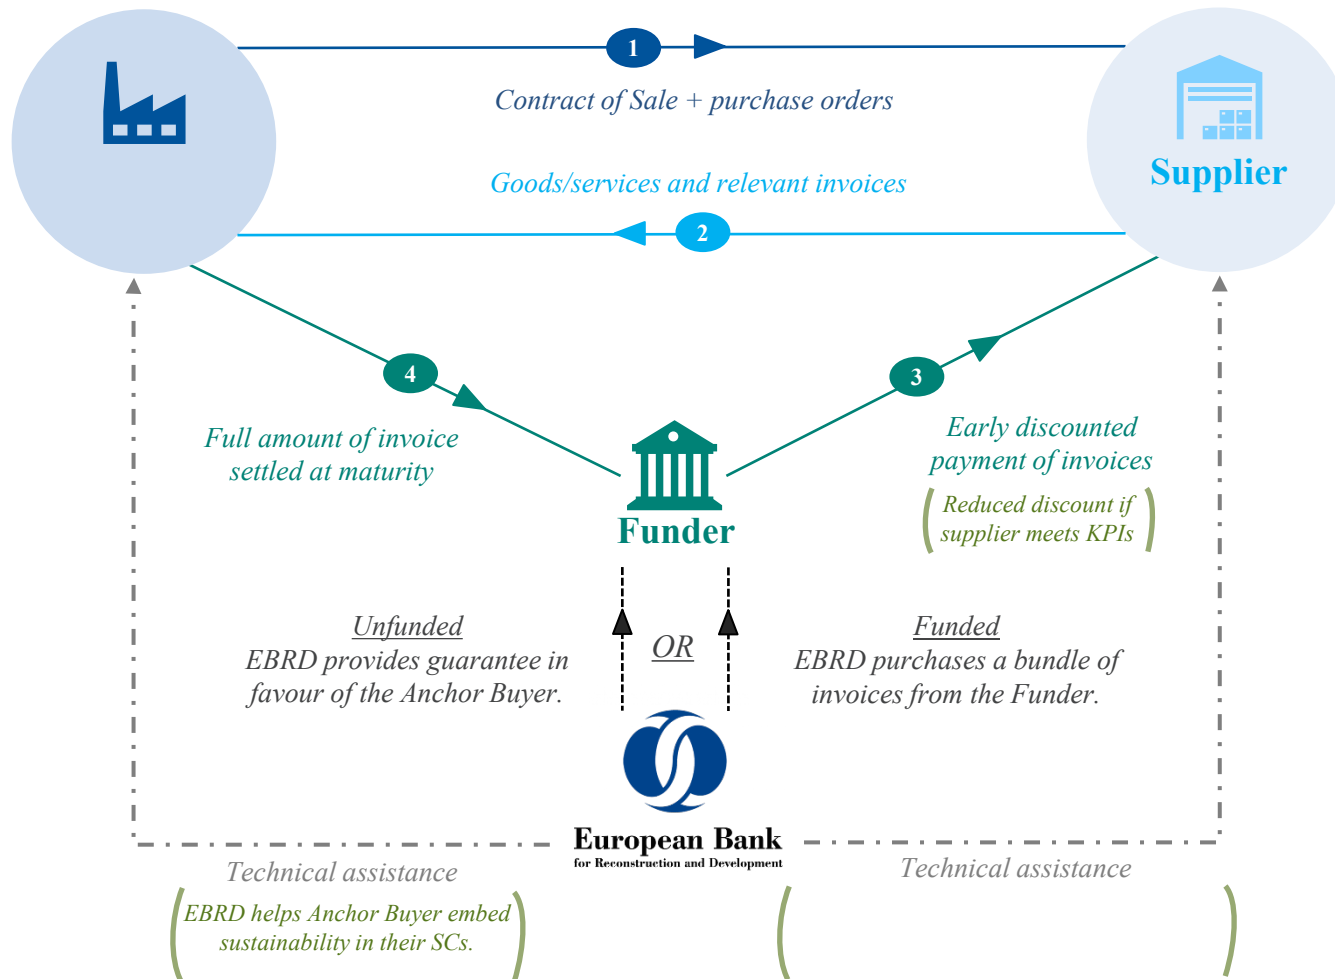 1
Contract of Sale + purchase orders
Supplier
Goods/services and relevant invoices
2
4
3
Full amount of invoice
settled at maturity
Early discounted
payment of invoices
Reduced discount if
supplier meets KPIs
Funder
Unfunded
EBRD provides guarantee in
favour of the Anchor Buyer.
OR
Funded
EBRD purchases a bundle of
invoices from the Funder.
European Bank
for Reconstruction and Development
Technical assistance
EBRD helps Anchor Buyer embed
sustainability in their SCs.
Technical assistance